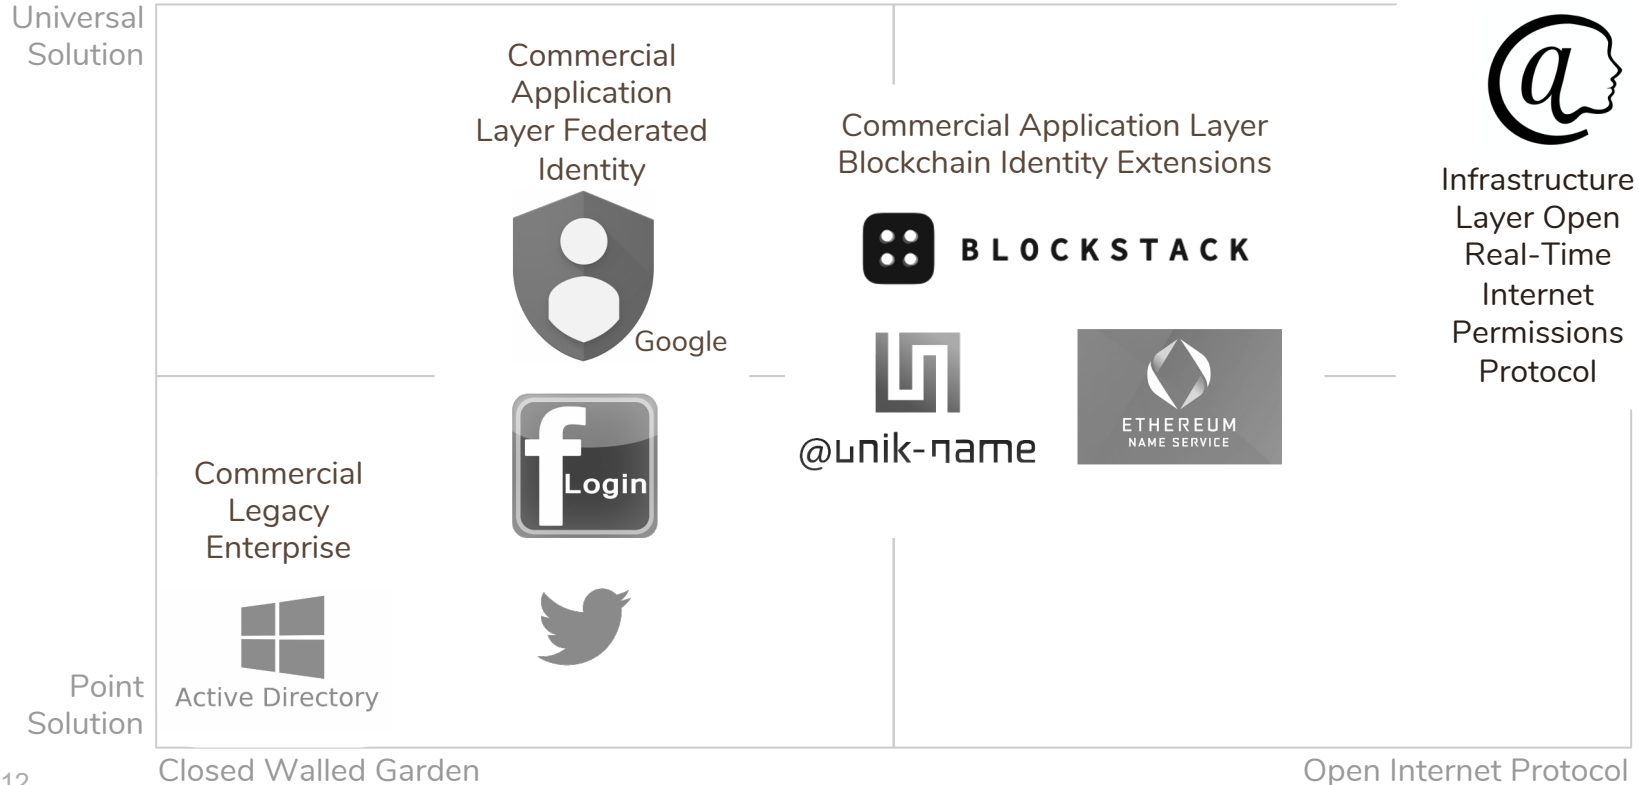 Universal
Solution
Commercial
Application
Layer Federated
Identity
Google
Login
Commercial Application Layer
Blockchain Identity Extensions
BLOCKSTACK
@unik-name
ETHEREUM
NAME SERVICE
@
Infrastructure
Layer Open
Real-Time
Internet
Permissions
Protocol
Commercial
Legacy
Enterprise
Active Directory
Point
Solution
Closed Walled Garden
Open Internet Protocol
12